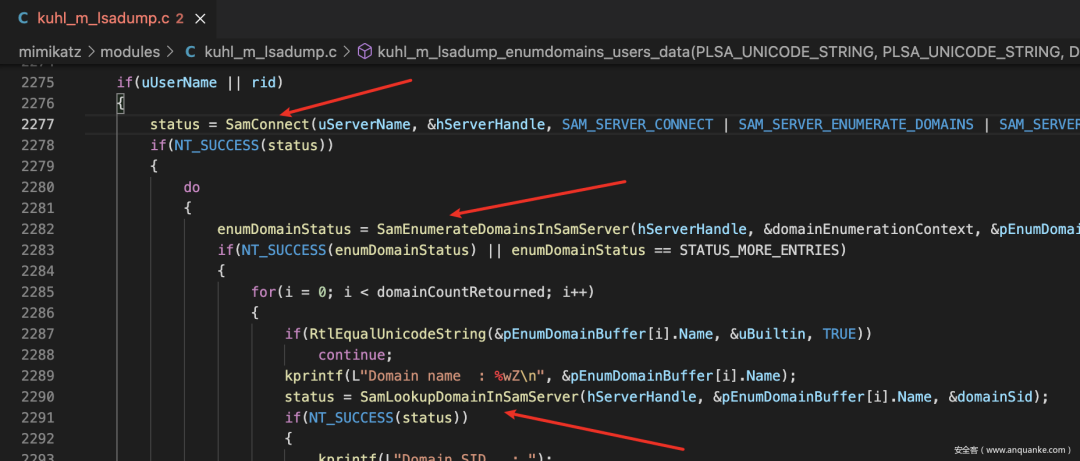 C kuhl_m_lsadump.c 2 ×
mimikatz > modules > C kuhl_m_lsadump.c > kuhl_m_lsadump_enumdomains_users_data(PLSA_UNICODE_STRING, PLSA_UNICODE_STRING, D
2275 if(uUserName || rid)
2276 {
2277 status = SamConnect(uServerName, &hServerHandle, SAM_SERVER_CONNECT | SAM_SERVER_ENUMERATE_DOMAINS | SAM_SERVER
2278 if(NT_SUCCESS(status))
2279 {
2280 do
2281 {
2282 enumDomainStatus = SamEnumerateDomainsInSamServer(hServerHandle, &domainEnumerationContext, &pEnumDomai
2283 if(NT_SUCCESS(enumDomainStatus) || enumDomainStatus == STATUS_MORE_ENTRIES)
2284 {
2285 for(i = 0; i < domainCountRetourned; i++)
2286 {
2287 if(RtlEqualUnicodeString(&pEnumDomainBuffer[i].Name, &uBuiltin, TRUE))
2288 continue;
2289 kprintf(L"Domain name : %wZ\n", &pEnumDomainBuffer[i].Name);
2290 status = SamLookupDomainInSamServer(hServerHandle, &pEnumDomainBuffer[i].Name, &domainSid);
2291 if(NT_SUCCESS(status))
2292 {
2293 kprintf(L"Domain SID : ");
安全客（www.anquanke.com）